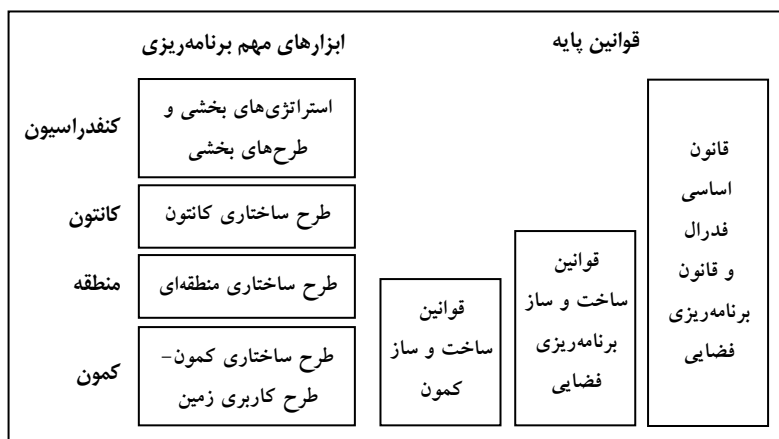 قوانین پایه
ابزارهای مهم برنامه‌ریزی
قانون
اساسی
فدرال
و قانون
برنامه‌ریزی
فضایی
قوانین
ساخت و ساز
برنامه‌ریزی
فضایی
قوانین
ساخت و ساز
کمون
کنفدراسیون
استراتژی‌های بخشی و
طرح‌های بخشی
کانتون
طرح ساختاری کانتون
منطقه
طرح ساختاری منطقه‌ای
کمون
طرح ساختاری کمون-
طرح کاربری زمین